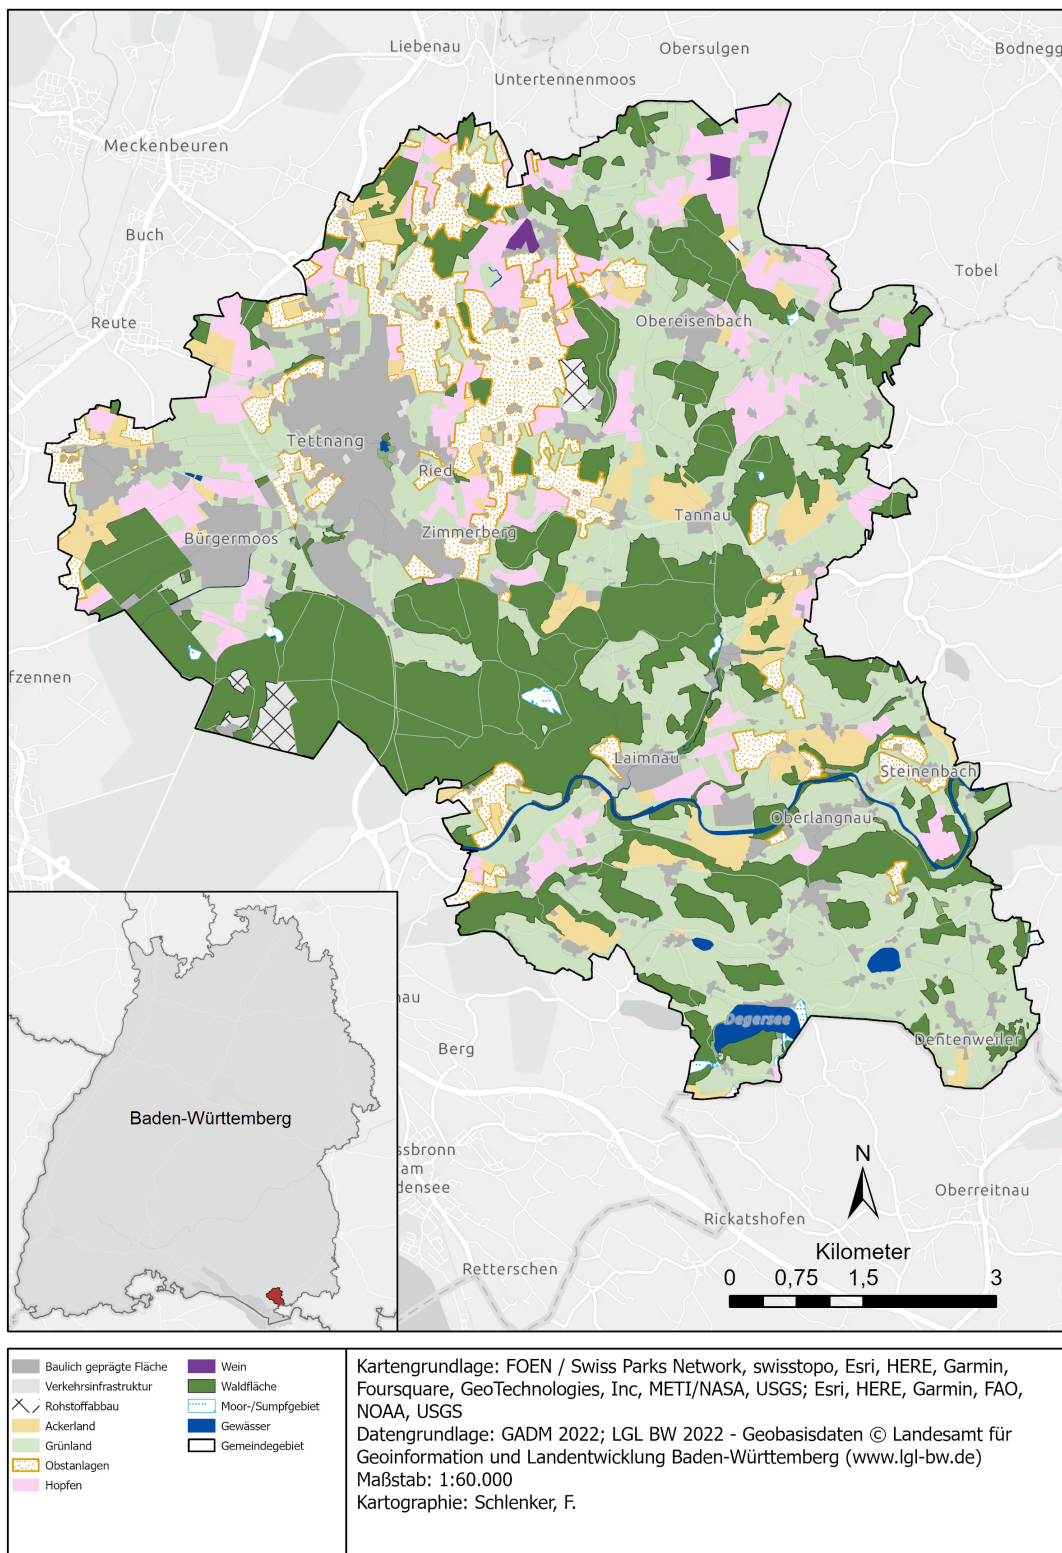 Liebenau
Obersulgen
Bodnegg
Untertennenmoos
Meckenbeuren
Buch
Tobel
Reute
Obereisenbach
Tettnang
Ried
Tannau
Bürgermoos
Zimmerberg
fzennen
Laimnau
Steinenbach
Oberlangnau
nau
Degersee
Berg
Dentenweiler
Baden-Württemberg
ssbronn
am
densee
N
Oberreitnau
Rickatshofen
Kilometer
Retterschen
0 0,75 1,5 3
Baulich geprägte Fläche
Verkehrsinfrastruktur
Rohstoffabbau
Ackerland
Grünland
Obstanlagen
Hopfen
Wein
Waldfläche
Moor-/Sumpfgebiet
Gewässer
Gemeindegebiet
Kartengrundlage: FOEN / Swiss Parks Network, swisstopo, Esri, HERE, Garmin,
Foursquare, GeoTechnologies, Inc, METI/NASA, USGS; Esri, HERE, Garmin, FAO,
NOAA, USGS
Datengrundlage: GADM 2022; LGL BW 2022 - Geobasisdaten © Landesamt für
Geoinformation und Landentwicklung Baden-Württemberg (www.lgl-bw.de)
Maßstab: 1:60.000
Kartographie: Schlenker, F.